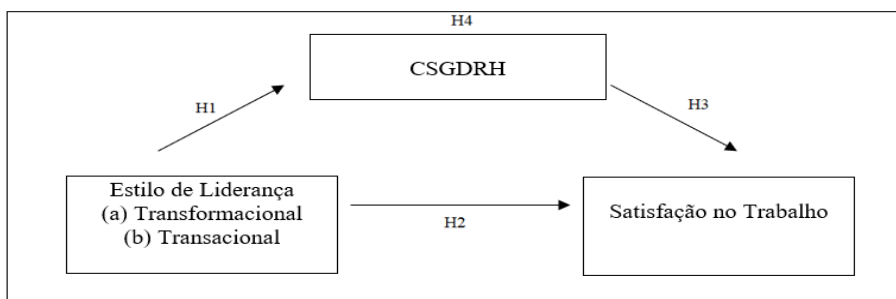 H4
CSGDRH
H1
H3
Estilo de Liderança
(a) Transformacional
(b) Transacional
H2
Satisfação no Trabalho